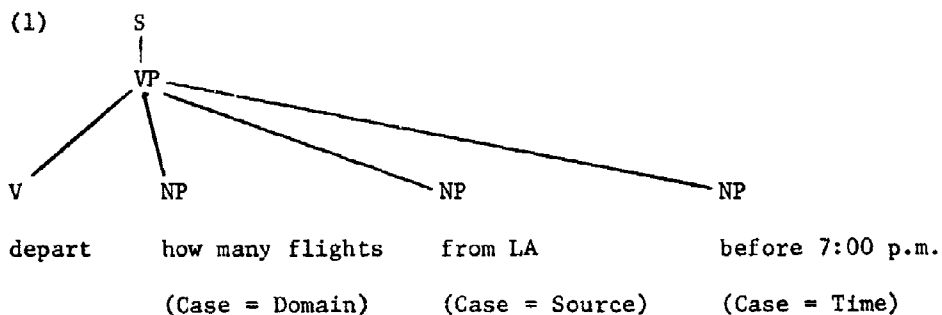 (1) S
VP
V NP NP NP
depart how many flights from LA before 7:00 p.m.
(Case = Domain) (Case = Source) (Case = Time)